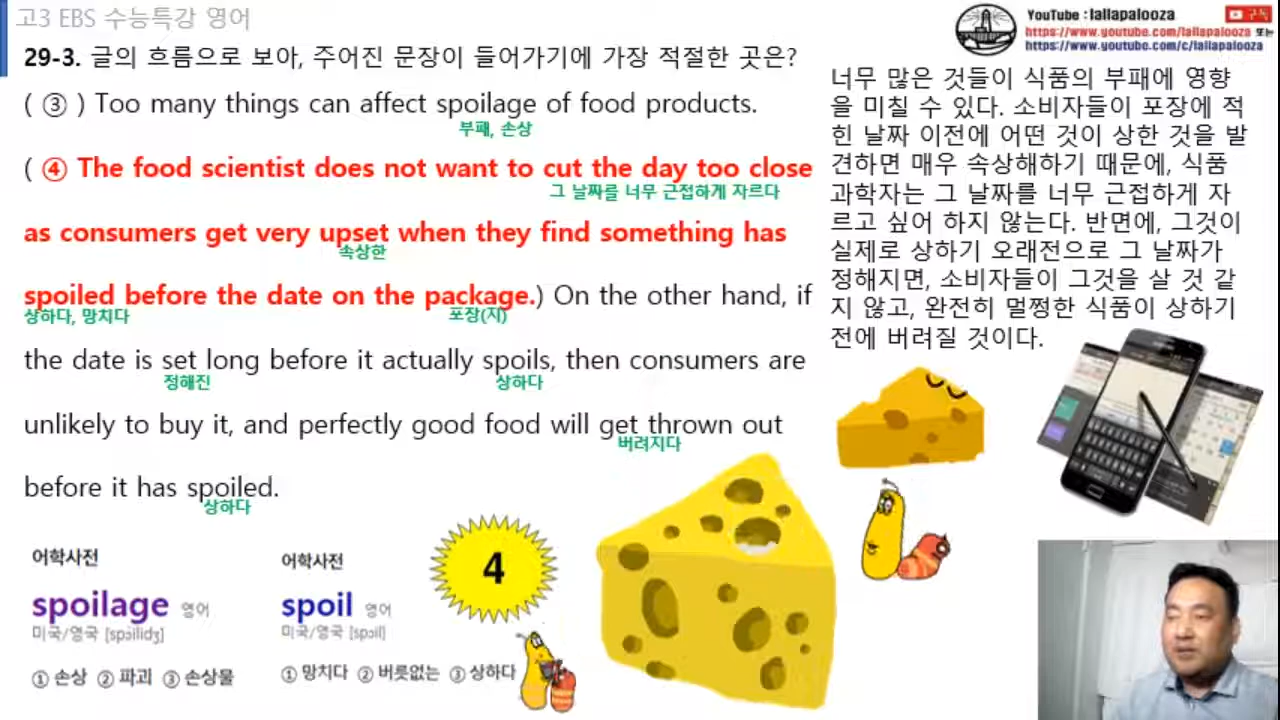 고3 EBS 수능특강 영어
YouTube : lallapalooza
구독
https://www.youtube.com/lallapalooza 또는
https://www.youtube.com/c/lallapalooza
29-3. 글의 흐름으로 보아, 주어진 문장이 들어가기에 가장 적절한 곳은?
( ③ ) Too many things can affect spoilage of food products.
부패, 손상
( ④ The food scientist does not want to cut the day too close
그 날짜를 너무 근접하게 자르다
as consumers get very upset when they find something has
속상한
spoiled before the date on the package.) On the other hand, if
상하다, 망치다
포장(지)
the date is set long before it actually spoils, then consumers are
정해진
상하다
unlikely to buy it, and perfectly good food will get thrown out
버려지다
before it has spoiled.
상하다
너무 많은 것들이 식품의 부패에 영향
을 미칠 수 있다. 소비자들이 포장에 적
힌 날짜 이전에 어떤 것이 상한 것을 발
견하면 매우 속상해하기 때문에, 식품
과학자는 그 날짜를 너무 근접하게 자
르고 싶어 하지 않는다. 반면에, 그것이
실제로 상하기 오래전으로 그 날짜가
정해지면, 소비자들이 그것을 살 것 같
지 않고, 완전히 멀쩡한 식품이 상하기
전에 버려질 것이다.
어학사전
spoilage 영어
미국/영국 [spɔ́ilidʒ]
① 손상 ② 파괴 ③ 손상물
어학사전
spoil 영어
미국/영국 [spɔil]
① 망치다 ② 버릇없는 ③ 상하다
4